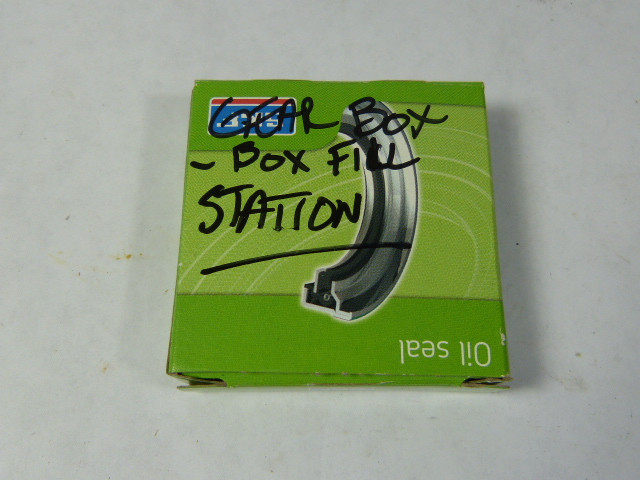 GEAR BOX
- BOX FILL
STATION
Oil seal